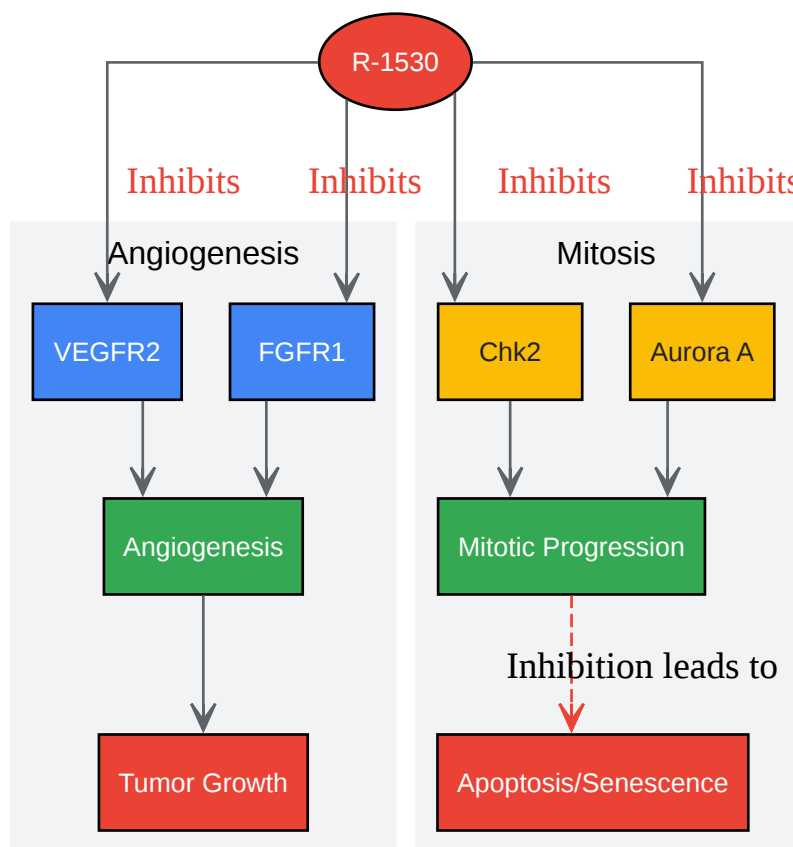 R-1530
Inhibits Inhibits Inhibits Inhibits
Angiogenesis Mitosis
VEGFR2 FGFR1 Chk2 Aurora A
Angiogenesis Mitotic Progression
Inhibition leads to
Tumor Growth Apoptosis/Senescence